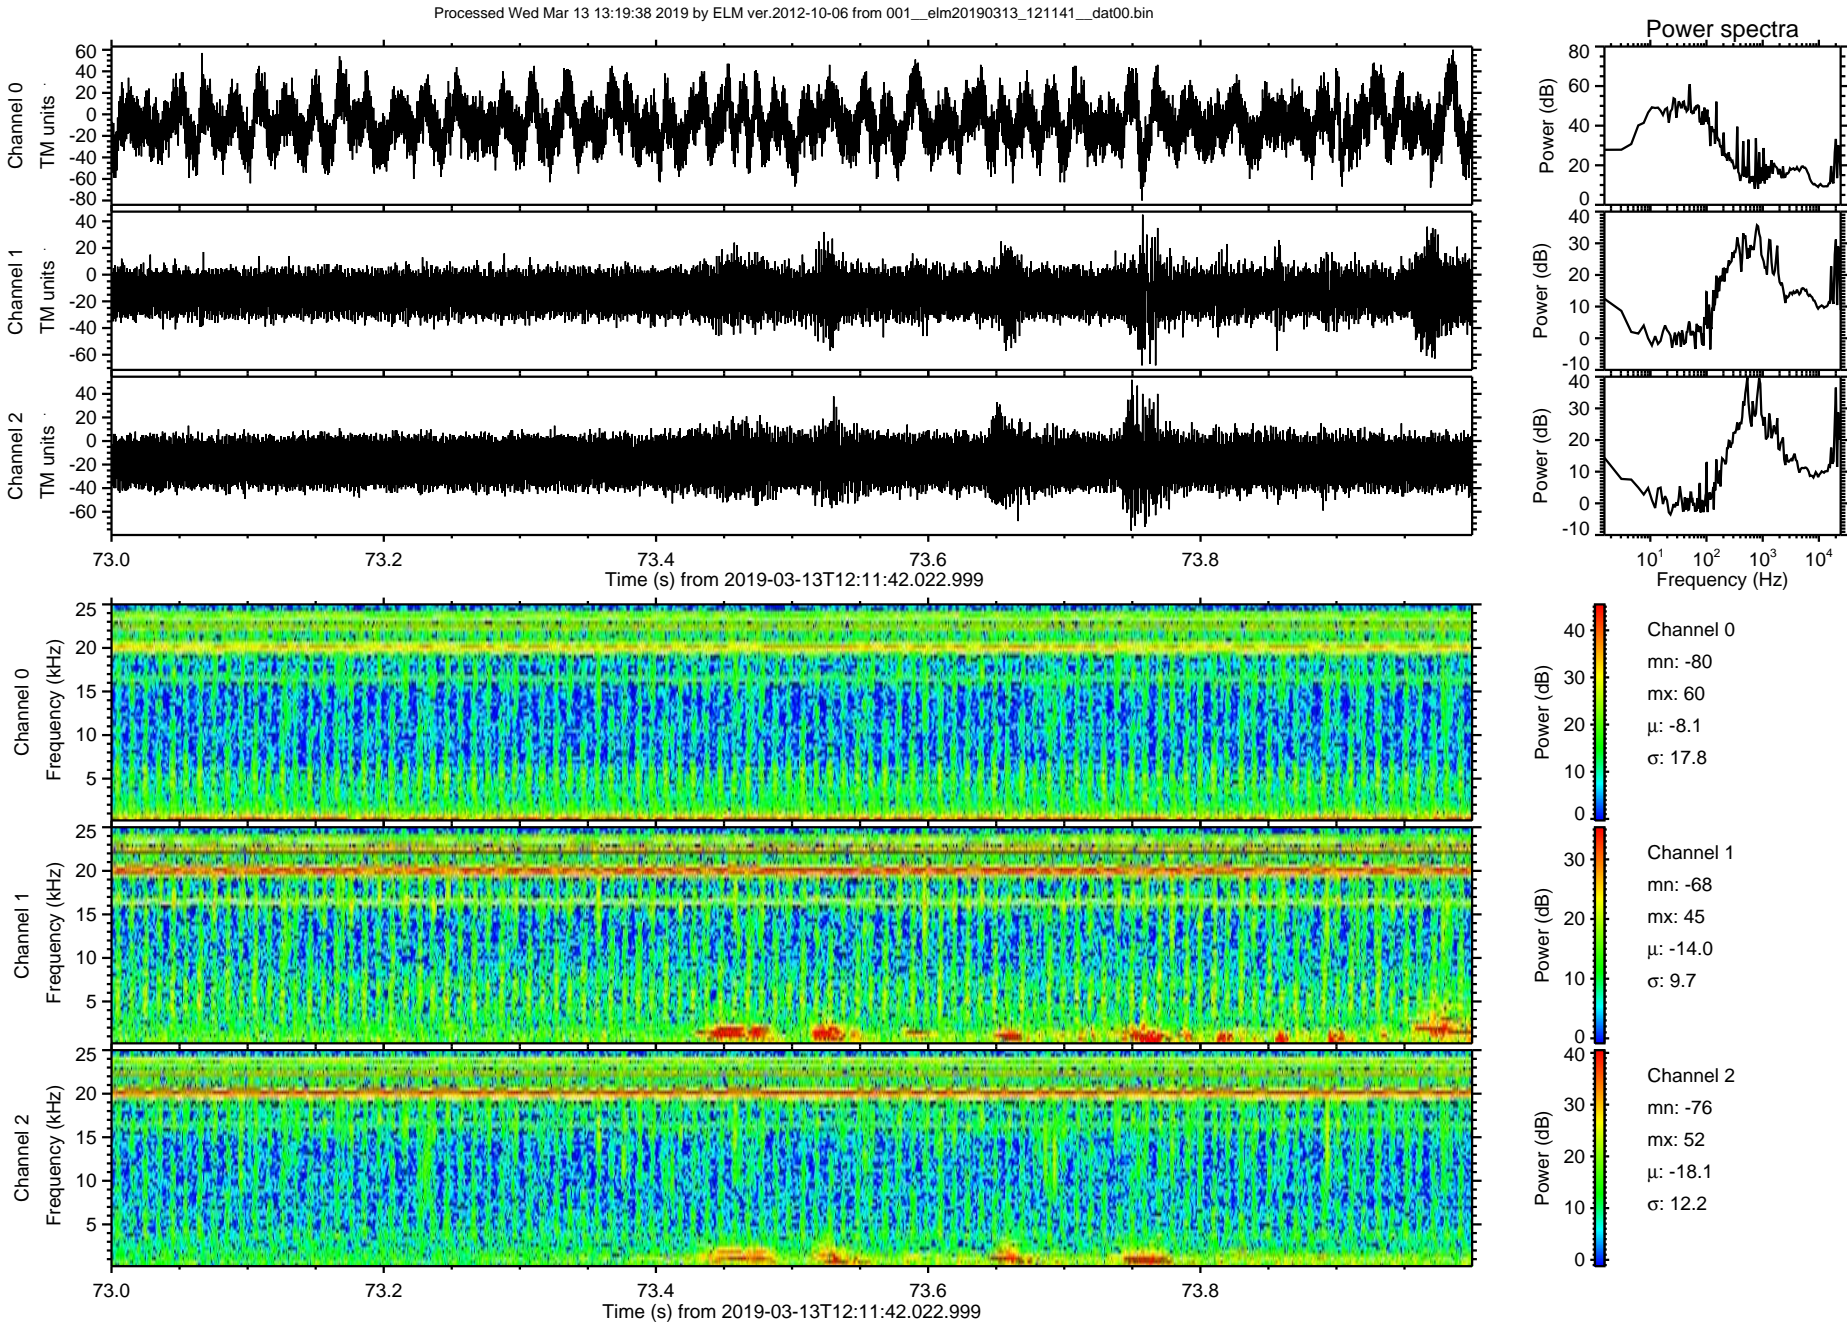 Processed Wed Mar 13 13:19:38 2019 by ELM ver.2012-10-06 from 001__elm20190313_121141__dat00.bin
Power spectra
Channel 0
TM units
60
40
20
0
-20
-40
-60
-80
Power (dB)
80
60
40
20
0
Channel 1
TM units
40
20
0
-20
-40
-60
Power (dB)
40
30
20
10
0
-10
Channel 2
TM units
40
20
0
-20
-40
-60
Power (dB)
40
30
20
10
0
-10
73.0 73.2 73.4 73.6 73.8
Time (s) from 2019-03-13T12:11:42.022.999
10^1 10^2 10^3 10^4
Frequency (Hz)
Channel 0
Frequency (kHz)
25
20
15
10
5
Power (dB)
40
30
20
10
0
Channel 0
mn: -80
mx: 60
μ: -8.1
σ: 17.8
Channel 1
Frequency (kHz)
25
20
15
10
5
Power (dB)
30
20
10
0
Channel 1
mn: -68
mx: 45
μ: -14.0
σ: 9.7
Channel 2
Frequency (kHz)
25
20
15
10
5
Power (dB)
40
30
20
10
0
Channel 2
mn: -76
mx: 52
μ: -18.1
σ: 12.2
73.0 73.2 73.4 73.6 73.8
Time (s) from 2019-03-13T12:11:42.022.999